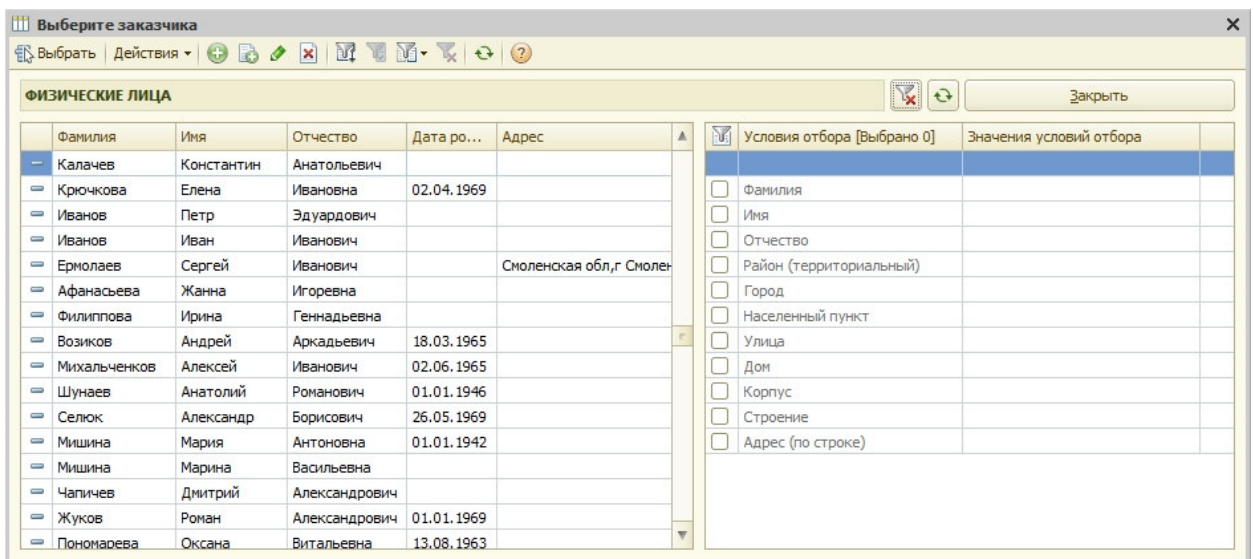 Выберите заказчика
Выбрать Действия
ФИЗИЧЕСКИЕ ЛИЦА Закрыть
Фамилия Имя Отчество Дата ро... Адрес
Калачев Константин Анатольевич
Крючкова Елена Ивановна 02.04.1969
Иванов Петр Эдуардович
Иванов Иван Иванович
Ермолаев Сергей Иванович Смоленская обл,г Смолен
Афанасьева Жанна Игоревна
Филиппова Ирина Геннадьевна
Возиков Андрей Аркадьевич 18.03.1965
Михальченков Алексей Иванович 02.06.1965
Шунаев Анатолий Романович 01.01.1946
Селюк Александр Борисович 26.05.1969
Мишина Мария Антоновна 01.01.1942
Мишина Марина Васильевна
Чапичев Дмитрий Александрович
Жуков Роман Александрович 01.01.1969
Пономарева Оксана Витальевна 13.08.1963
Условия отбора [Выбрано 0] Значения условий отбора
Фамилия
Имя
Отчество
Район (территориальный)
Город
Населенный пункт
Улица
Дом
Корпус
Строение
Адрес (по строке)